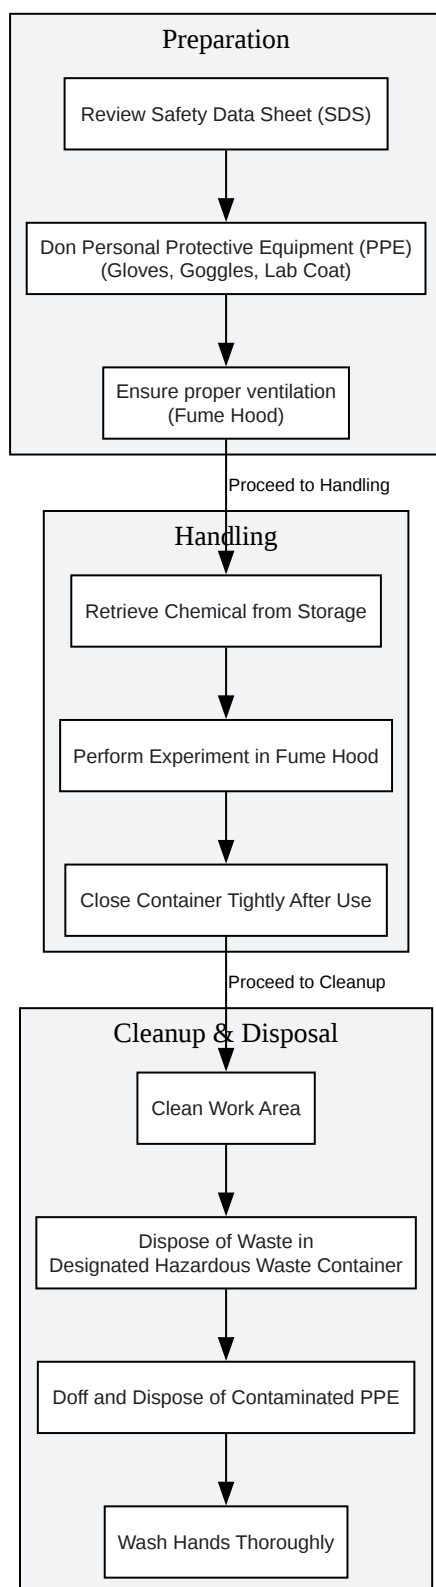 Preparation
Review Safety Data Sheet (SDS)
Don Personal Protective Equipment (PPE)
(Gloves, Goggles, Lab Coat)
Ensure proper ventilation
(Fume Hood)
Proceed to Handling
Handling
Retrieve Chemical from Storage
Perform Experiment in Fume Hood
Close Container Tightly After Use
Proceed to Cleanup
Cleanup & Disposal
Clean Work Area
Dispose of Waste in
Designated Hazardous Waste Container
Doff and Dispose of Contaminated PPE
Wash Hands Thoroughly